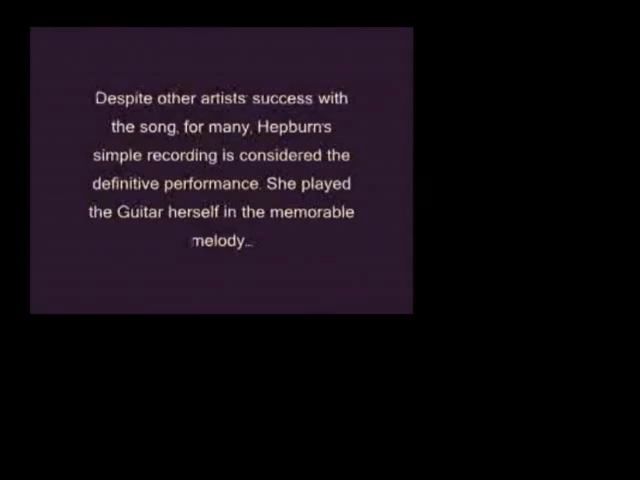 Despite other artists' success with
the song, for many, Hepburn's
simple recording is considered the
definitive performance. She played
the Guitar herself in the memorable
melody...